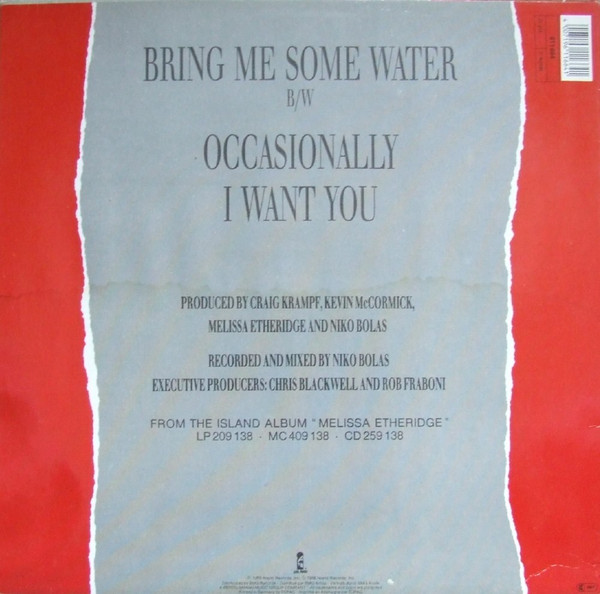 BRING ME SOME WATER
B/W
OCCASIONALLY
I WANT YOU
PRODUCED BY CRAIG KRAMPF, KEVIN McCORMICK,
MELISSA ETHERIDGE AND NIKO BOLAS
RECORDED AND MIXED BY NIKO BOLAS
EXECUTIVE PRODUCERS: CHRIS BLACKWELL AND ROB FRABONI
FROM THE ISLAND ALBUM "MELISSA ETHERIDGE"
LP 209 138 · MC 409 138 · CD 259 138